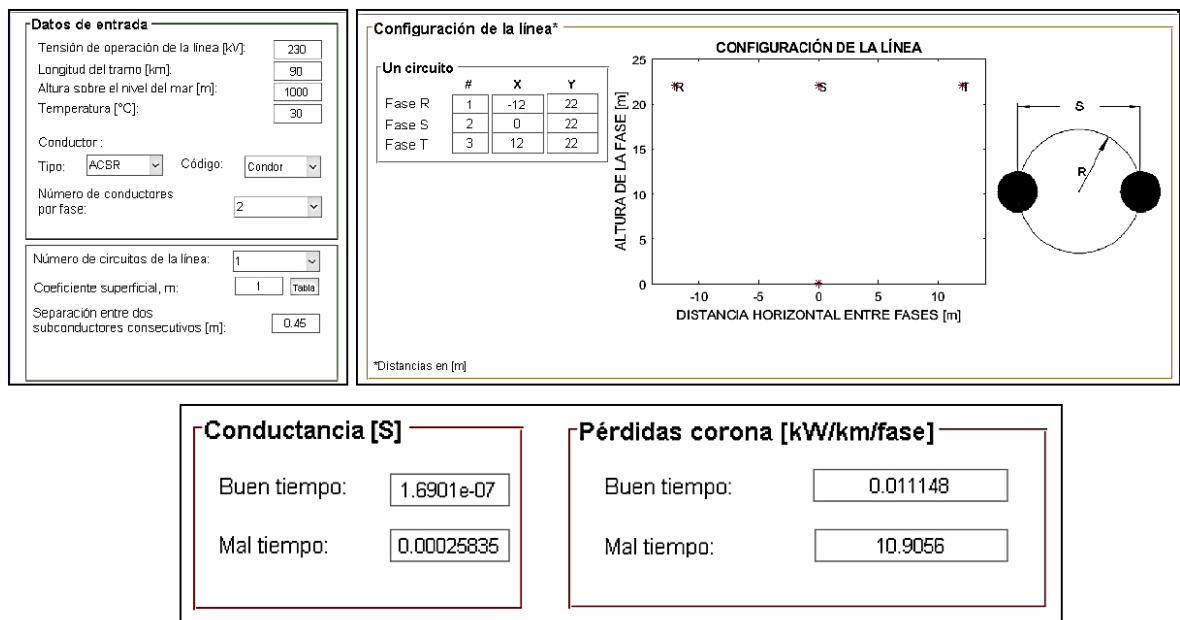 Datos de entrada
Tensión de operación de la línea [kV]: 230
Longitud del tramo [km]: 90
Altura sobre el nivel del mar [m]: 1000
Temperatura [°C]: 30
Conductor :
Tipo: ACSR Código: Condor
Número de conductores
por fase: 2
Número de circuitos de la línea: 1
Coeficiente superficial, m: 1 Tabla
Separación entre dos
subconductores consecutivos [m]: 0.45
Configuración de la línea*
Un circuito
# X Y
Fase R 1 -12 22
Fase S 2 0 22
Fase T 3 12 22
CONFIGURACIÓN DE LA LÍNEA
25
20
15
10
5
0
ALTURA DE LA FASE [m]
R
S
T
-10 -5 0 5 10
DISTANCIA HORIZONTAL ENTRE FASES [m]
S
R
*Distancias en [m]
Conductancia [S]
Buen tiempo: 1.6901e-07
Mal tiempo: 0.00025835
Pérdidas corona [kW/km/fase]
Buen tiempo: 0.011148
Mal tiempo: 10.9056